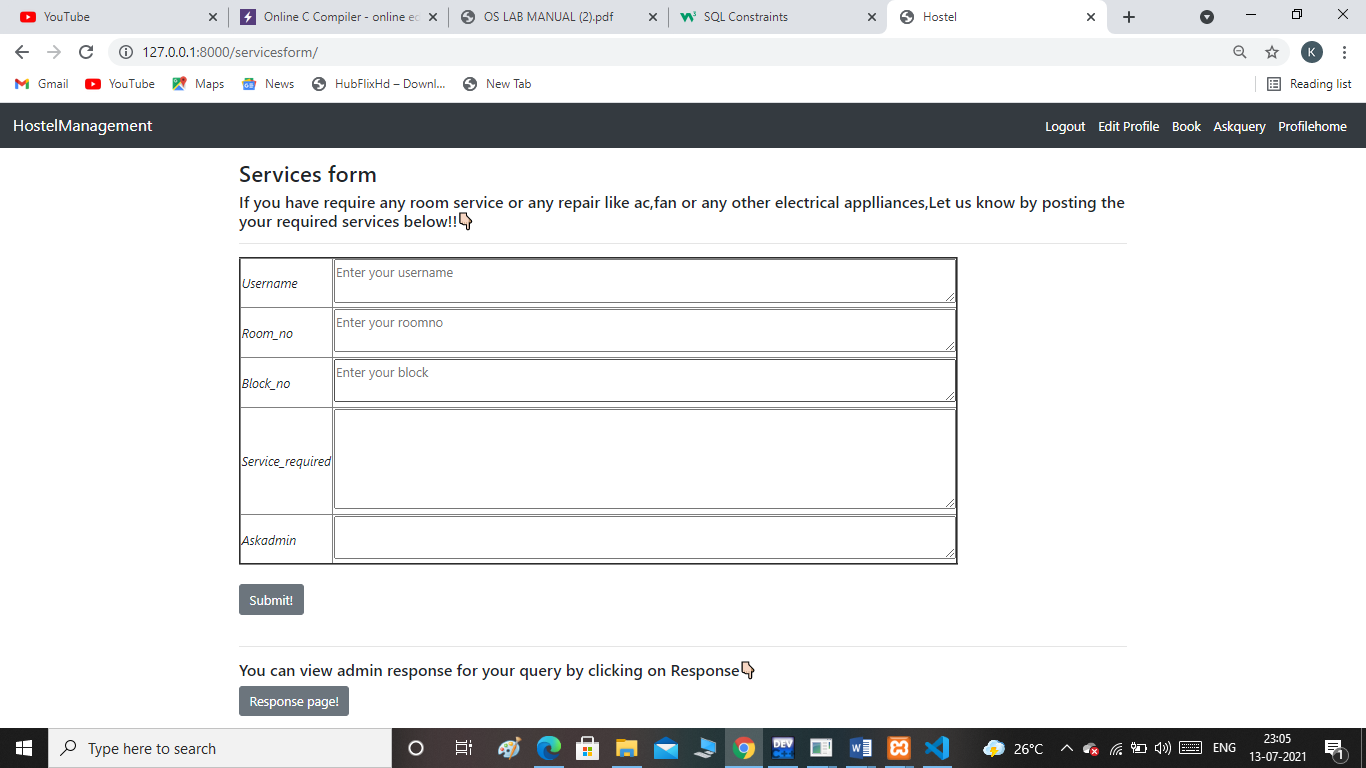 YouTube
Online C Compiler - online ec
OS LAB MANUAL (2).pdf
SQL Constraints
Hostel
127.0.0.1:8000/servicesform/
K
Gmail
YouTube
Maps
News
HubFlixHd – Downl...
New Tab
Reading list
HostelManagement
Logout
Edit Profile
Book
Askquery
Profilehome
Services form
If you have require any room service or any repair like ac,fan or any other electrical applliances,Let us know by posting the
your required services below!!👇
Username
Enter your username
Room_no
Enter your roomno
Block_no
Enter your block
Service_required
Askadmin
Submit!
You can view admin response for your query by clicking on Response👇
Response page!
Type here to search
DEV
26°C
ENG
23:05
13-07-2021
1